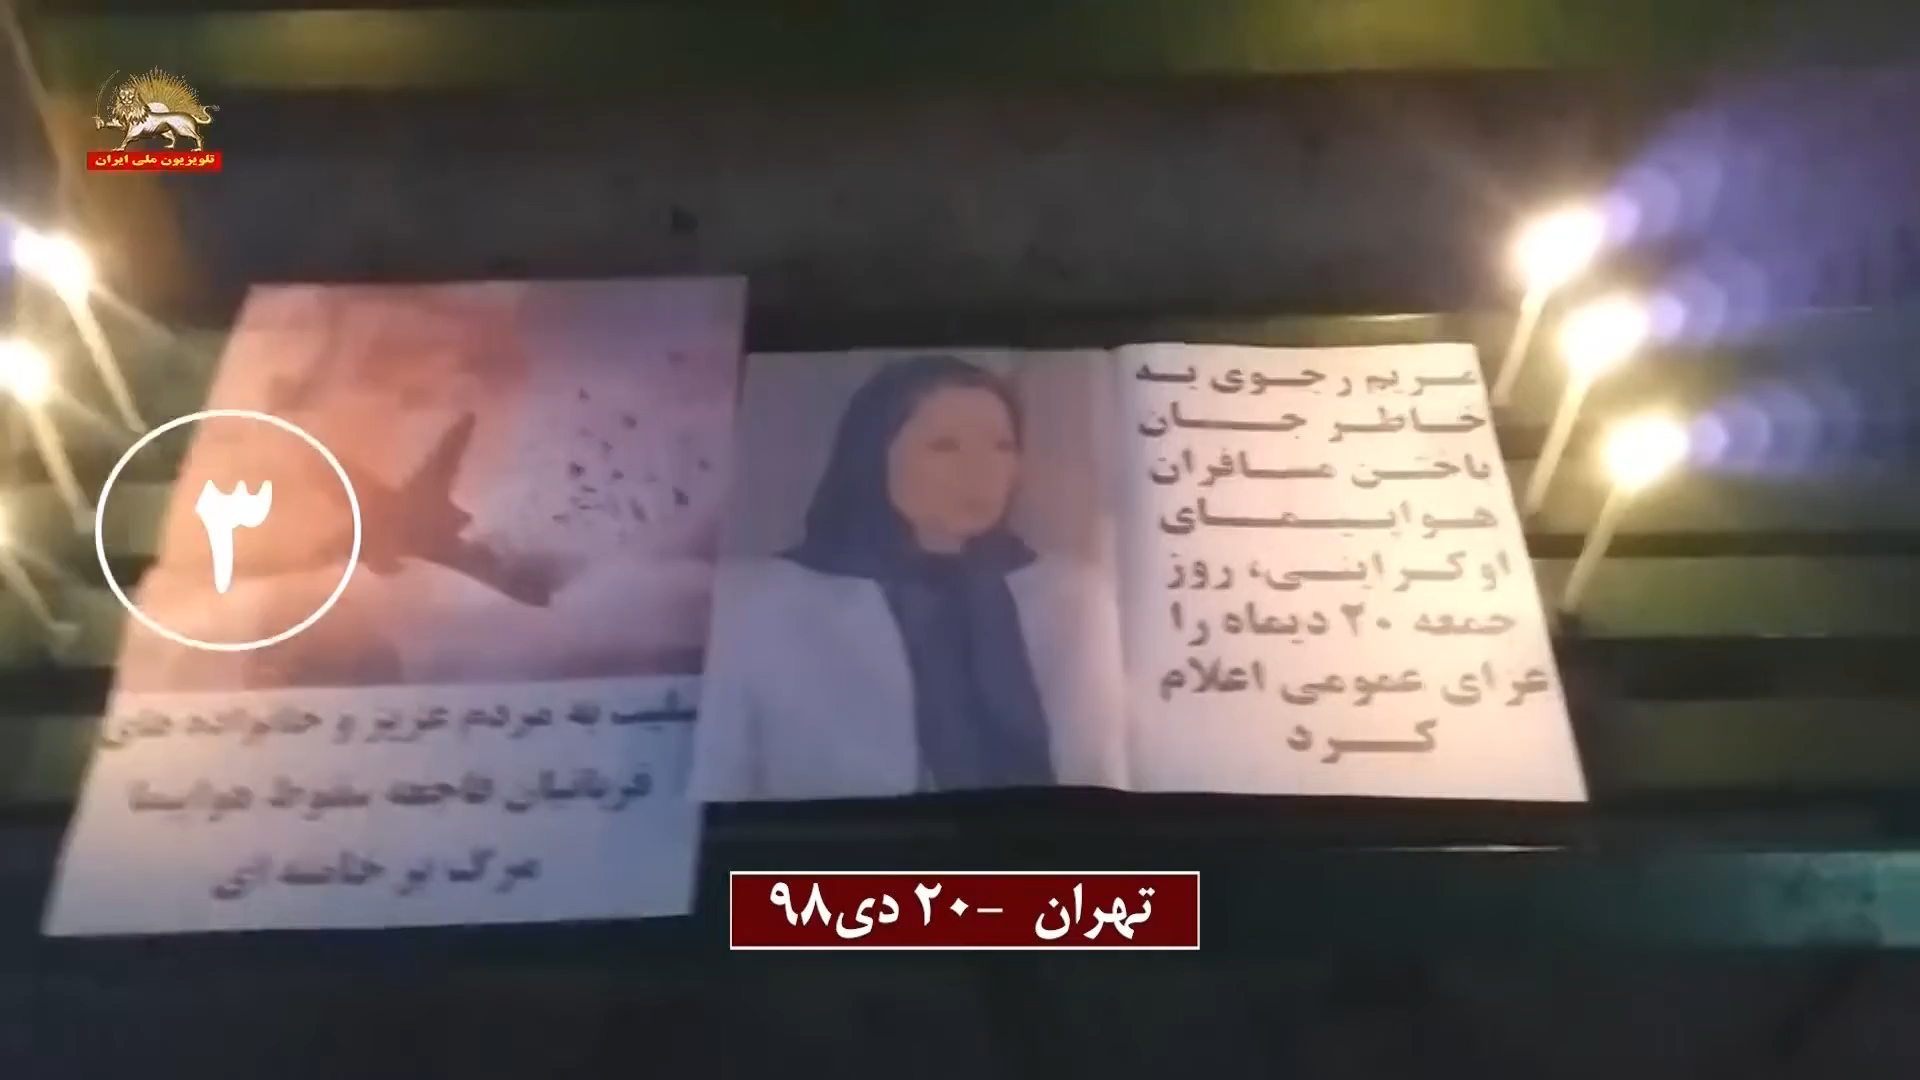 تلویزیون ملی ایران
مریم رجوی به
خاطر جان
باختن مسافران
هواپیمای
اوکراینی، روز
جمعه ۲۰ دیماه را
عزای عمومی اعلام
کرد
۳
تسلیت به مردم عزیز و خانواده های
قربانیان فاجعه سقوط هواپیما
مرگ بر خامنه ای
تهران - ۲۰ دی۹۸